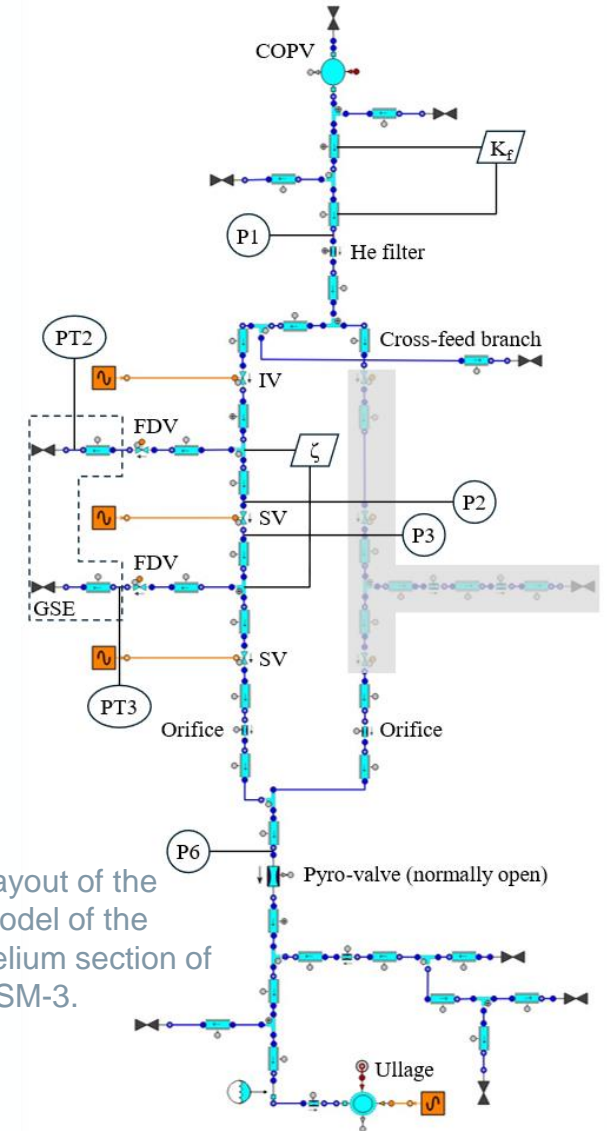 COPV
K_f
P1
He filter
PT2
Cross-feed branch
IV
FDV
ζ
P2
SV
P3
FDV
GSE
SV
PT3
Orifice
Orifice
P6
Pyro-valve (normally open)
ayout of the
odel of the
elium section of
SM-3.
Ullage